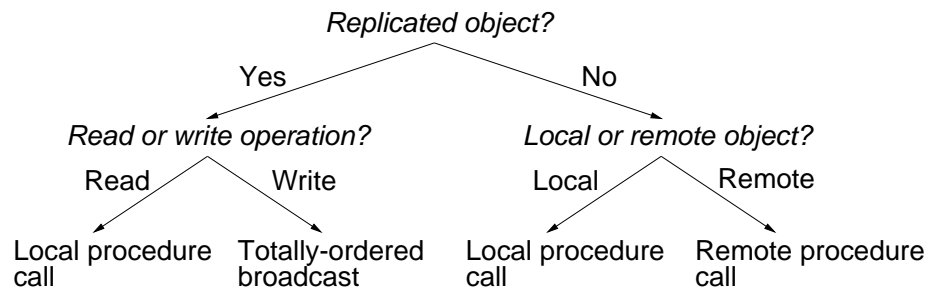 Replicated object?
Yes
No
Read or write operation?
Local or remote object?
Read
Write
Local
Remote
Local procedure
call
Totally-ordered
broadcast
Local procedure
call
Remote procedure
call